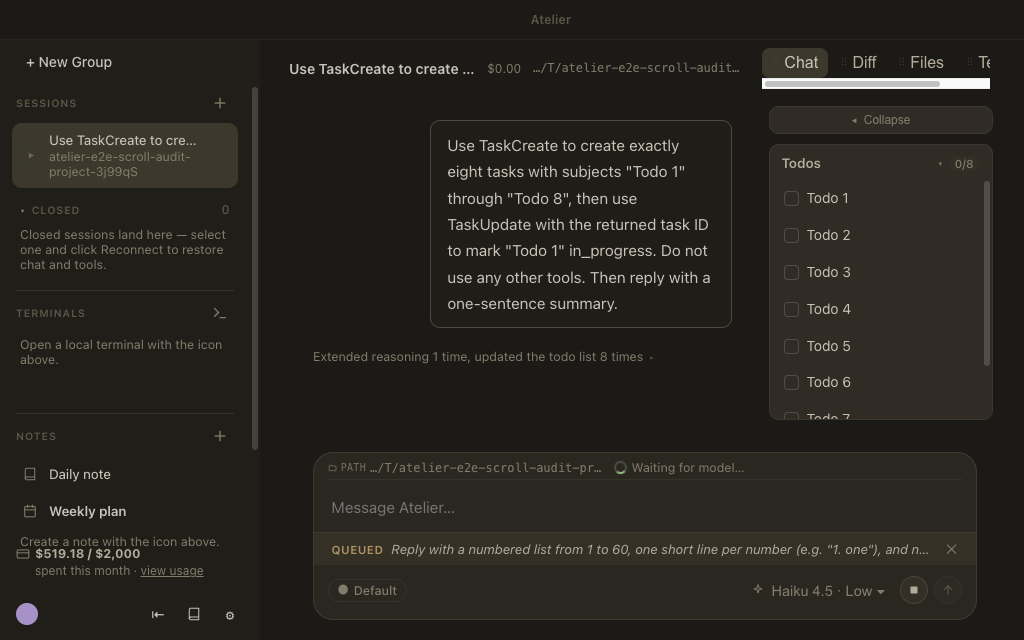 Atelier
+ New Group
SESSIONS
Use TaskCreate to cre...
atelier-e2e-scroll-audit-
project-3j99qS
CLOSED 0
Closed sessions land here — select
one and click Reconnect to restore
chat and tools.
TERMINALS
Open a local terminal with the icon
above.
NOTES
Daily note
Weekly plan
Create a note with the icon above.
$519.18 / $2,000
spent this month · view usage
Use TaskCreate to create ... $0.00 …/T/atelier-e2e-scroll-audit…
Chat Diff Files
Use TaskCreate to create exactly
eight tasks with subjects "Todo 1"
through "Todo 8", then use
TaskUpdate with the returned task ID
to mark "Todo 1" in_progress. Do not
use any other tools. Then reply with a
one-sentence summary.
Extended reasoning 1 time, updated the todo list 8 times
Collapse
Todos 0/8
Todo 1
Todo 2
Todo 3
Todo 4
Todo 5
Todo 6
Todo 7
PATH …/T/atelier-e2e-scroll-audit-pr… Waiting for model…
Message Atelier...
QUEUED Reply with a numbered list from 1 to 60, one short line per number (e.g. "1. one"), and n...
Default
Haiku 4.5 · Low